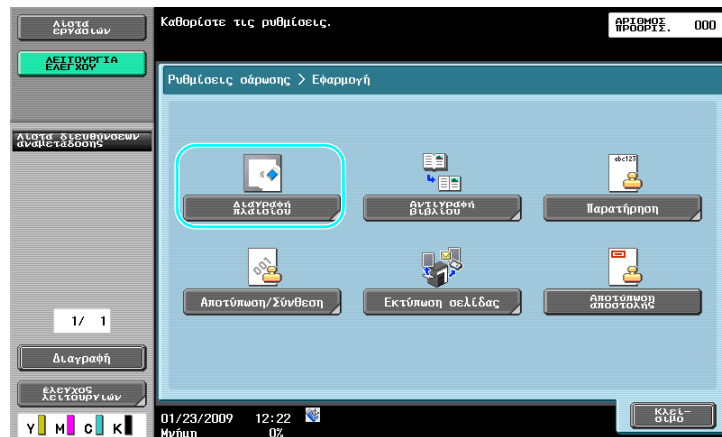 Λίστα
εργασιών
ΛΕΙΤΟΥΡΓΙΑ
ΕΛΕΓΧΟΥ
Λίστα διευθύνσεων
αναμετάδοσης
1/ 1
Διαγραφή
έλεγχος
λειτουργιών
Y M C K
Καθορίστε τις ρυθμίσεις.
ΑΡΙΘΜΟΣ
ΠΡΟΟΡΙΣ. 000
Ρυθμίσεις σάρωσης > Εφαρμογή
Διαγραφή
πλαισίου
Αντιγραφή
βιβλίου
abc123
Παρατήρηση
001
Αποτύπωση/Σύνθεση
Εκτύπωση σελίδας
Αποτύπωση
αποστολής
01/23/2009 12:22
Μνήμη 0%
Κλεί-
σιμο